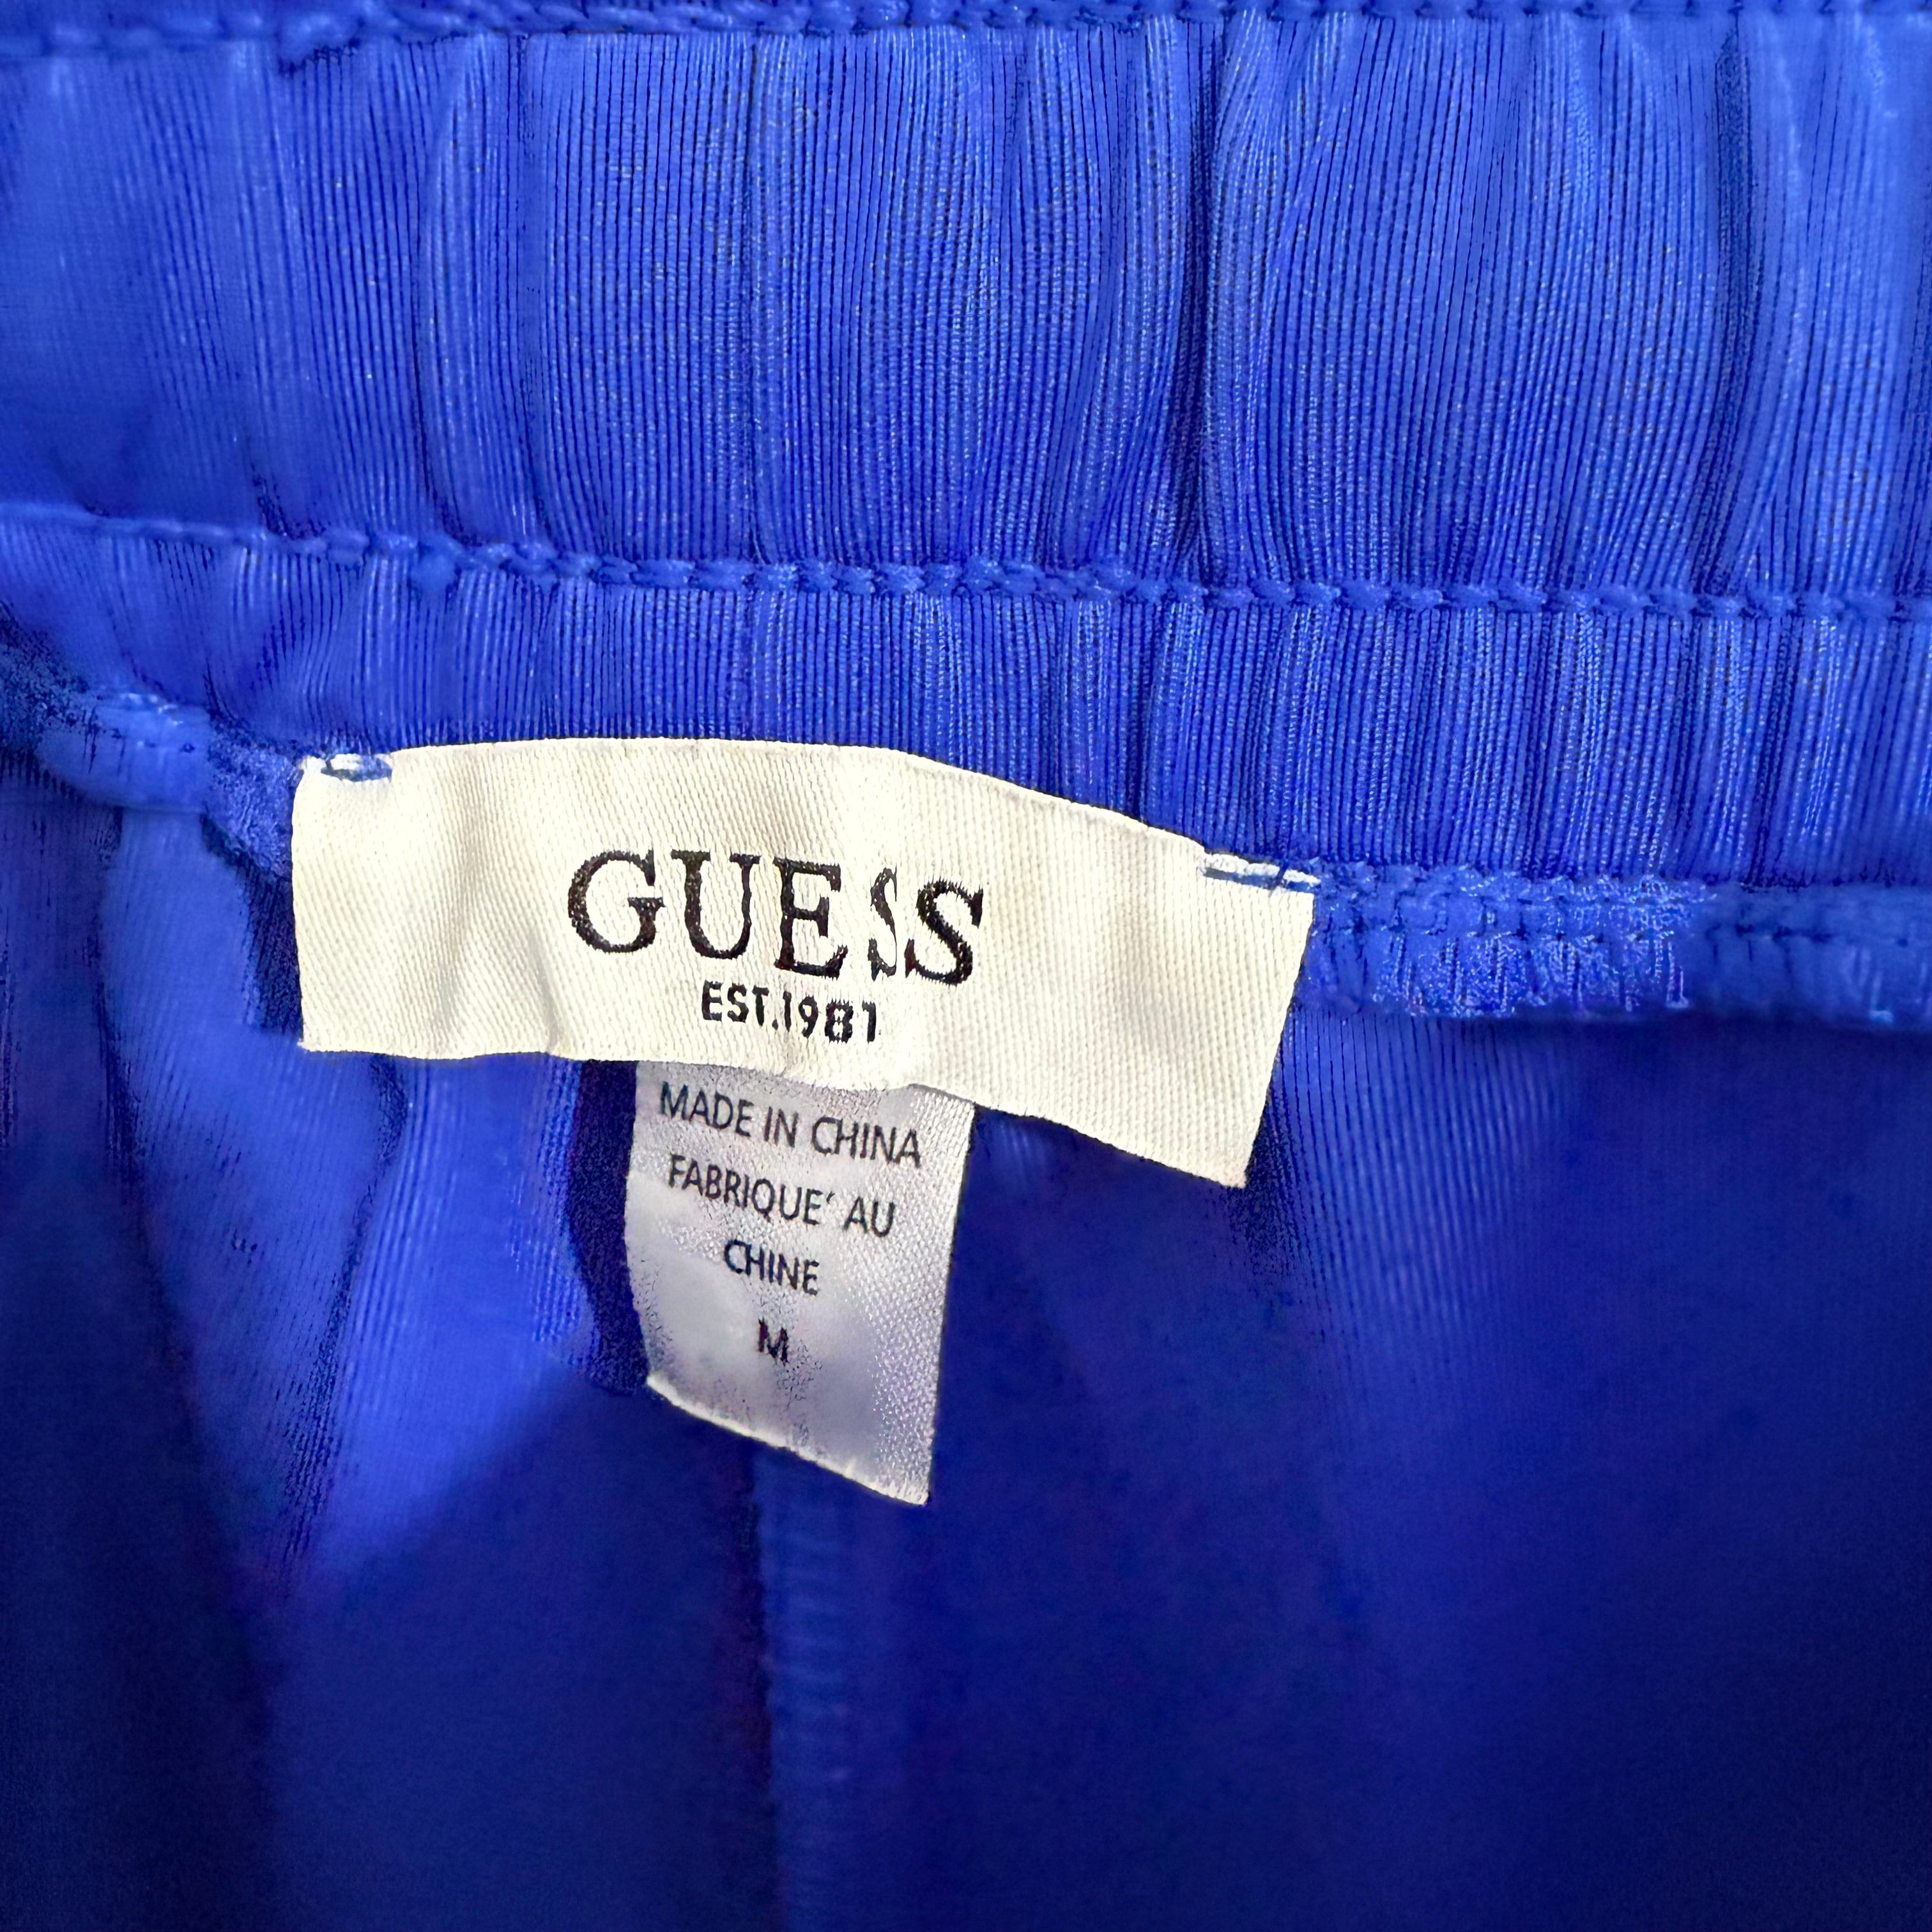 GUESS
EST.1981
MADE IN CHINA
FABRIQUE' AU
CHINE
M